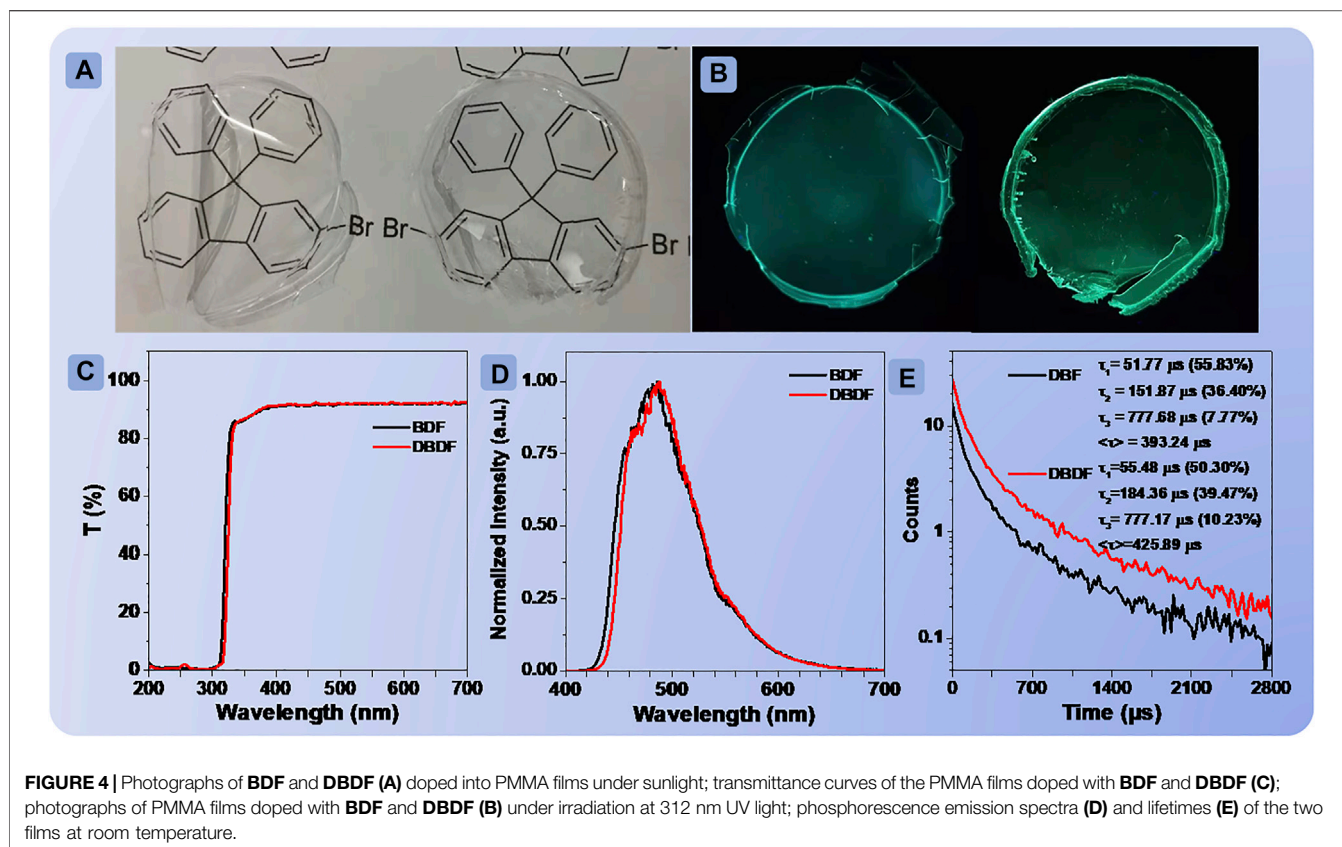 A
Br
Br
Br
Br
B
C
T (%)
100
80
60
40
20
0
BDF
DBDF
200 300 400 500 600 700
Wavelength (nm)
D
Normalized Intensity (a.u.)
1.00
0.75
0.50
0.25
0.00
BDF
DBDF
400 500 600 700
Wavelength (nm)
E
Counts
10
1
0.1
DBF
τ1= 51.77 μs (55.83%)
τ2 = 151.87 μs (36.40%)
τ3 = 777.68 μs (7.77%)
<τ> = 393.24 μs
DBDF
τ1=55.48 μs (50.30%)
τ2=184.36 μs (39.47%)
τ3=777.17 μs (10.23%)
<τ>=425.89 μs
0 700 1400 2100 2800
Time (μs)
FIGURE 4 | Photographs of BDF and DBDF (A) doped into PMMA films under sunlight; transmittance curves of the PMMA films doped with BDF and DBDF (C);
photographs of PMMA films doped with BDF and DBDF (B) under irradiation at 312 nm UV light; phosphorescence emission spectra (D) and lifetimes (E) of the two
films at room temperature.